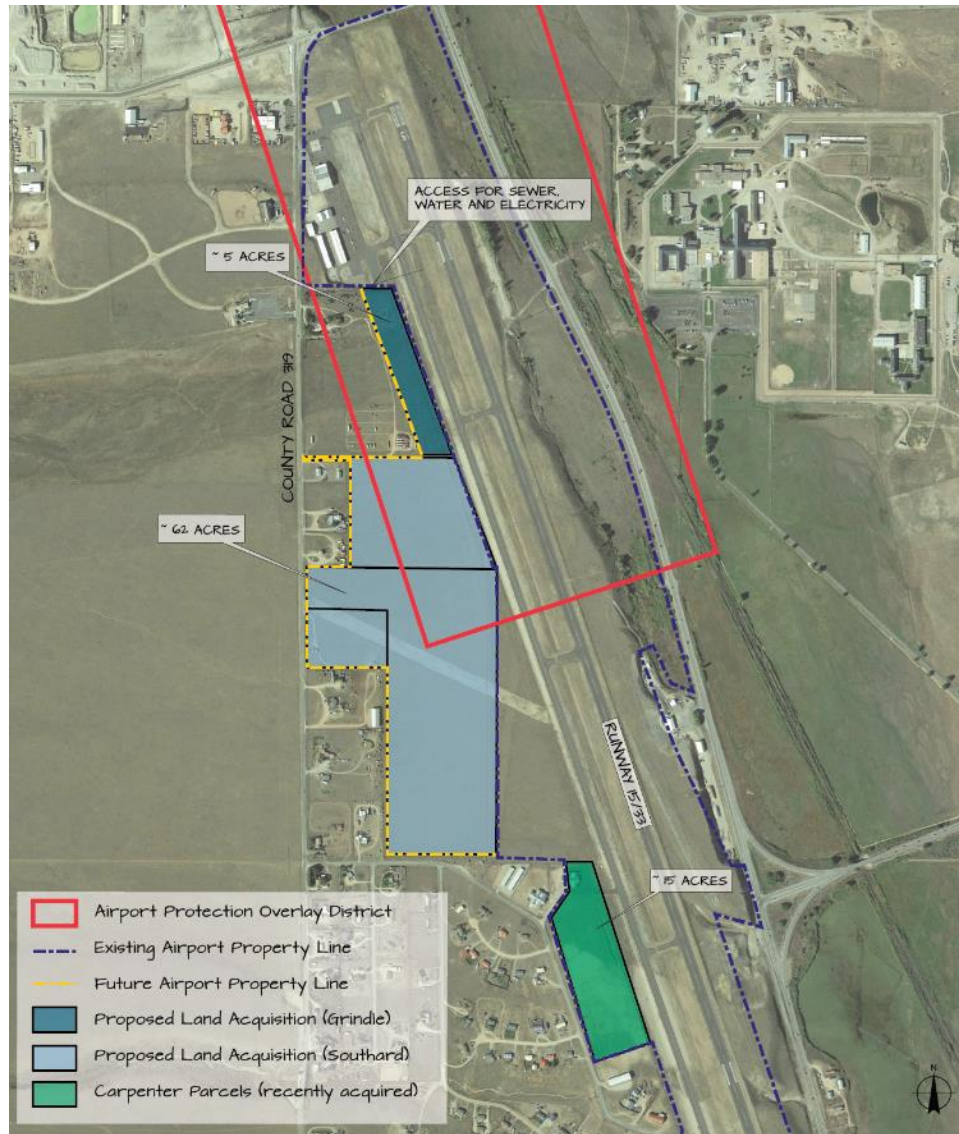 ACCESS FOR SEWER,
WATER AND ELECTRICITY
~ 5 ACRES
COUNTY ROAD 319
~ 62 ACRES
RUNWAY 15/33
~ 15 ACRES
Airport Protection Overlay District
Existing Airport Property Line
Future Airport Property Line
Proposed Land Acquisition (Grindle)
Proposed Land Acquisition (Southard)
Carpenter Parcels (recently acquired)
N